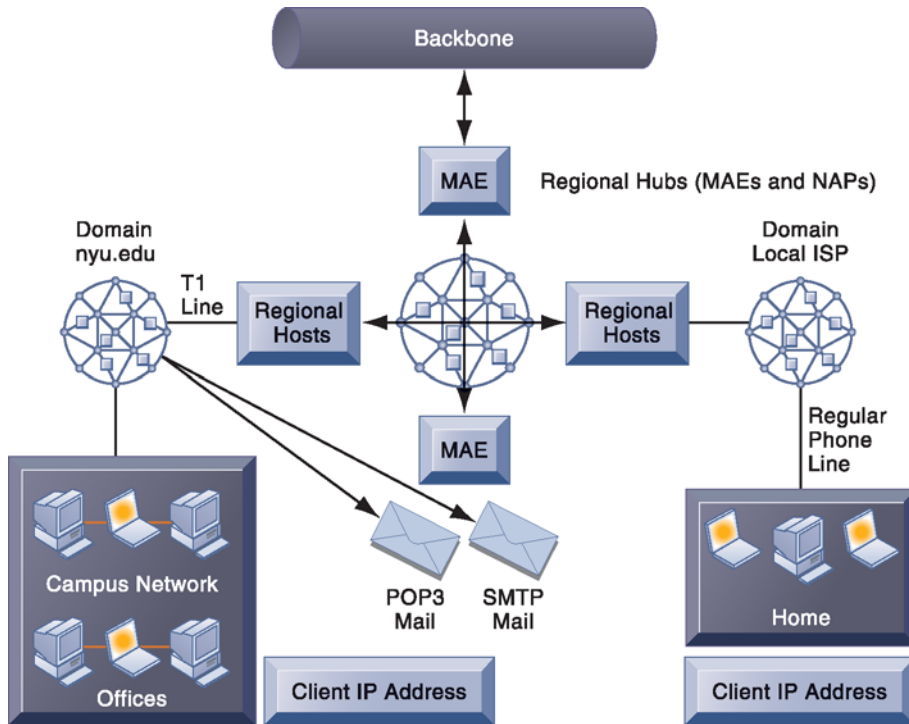 Backbone
MAE
Regional Hubs (MAEs and NAPs)
Domain
nyu.edu
Domain
Local ISP
T1
Line
Regional
Hosts
Regional
Hosts
MAE
Regular
Phone
Line
Campus Network
POP3
Mail
SMTP
Mail
Home
Offices
Client IP Address
Client IP Address